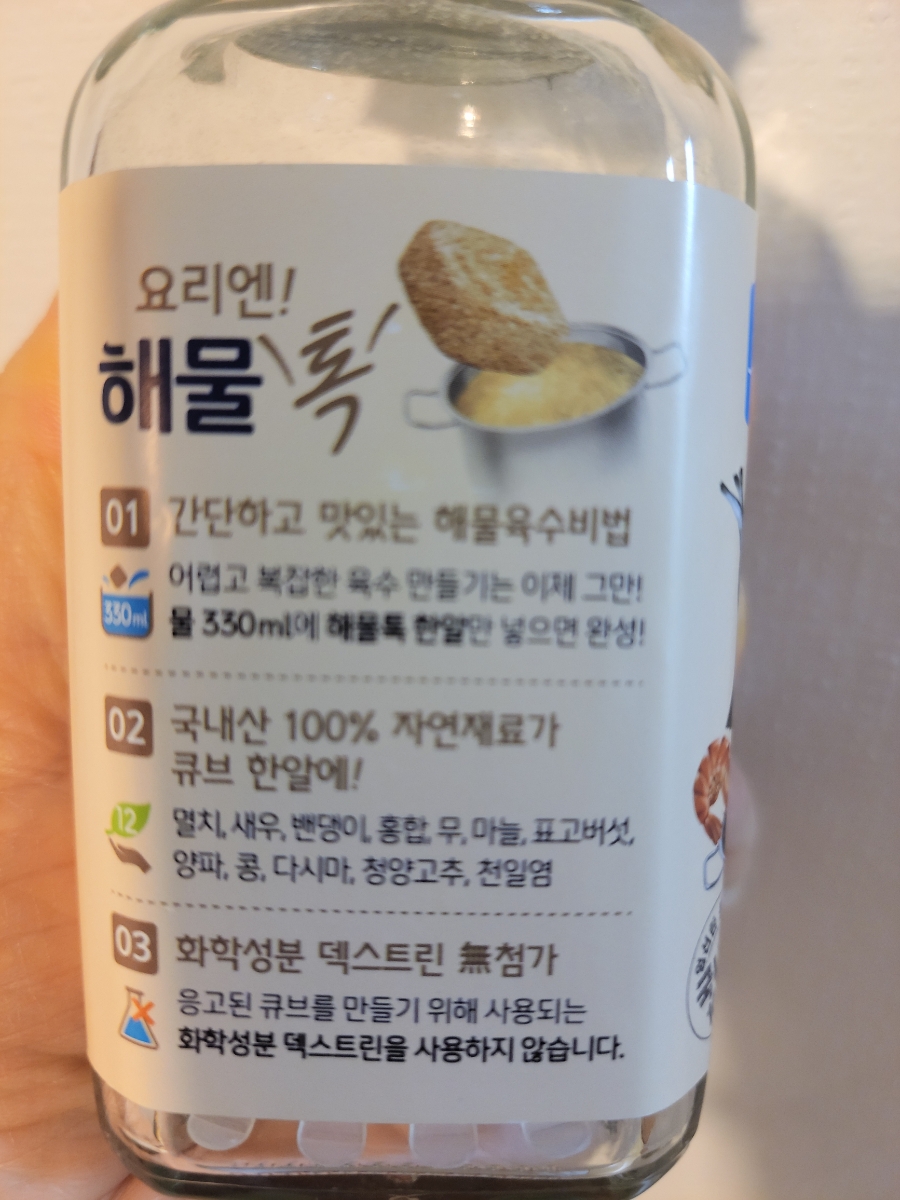 요리엔!
해물톡
01 간단하고 맛있는 해물육수비법
어렵고 복잡한 육수 만들기는 이제 그만!
330ml 물 330ml에 해물톡 한알만 넣으면 완성!
02 국내산 100% 자연재료가
큐브 한알에!
12 멸치, 새우, 밴댕이, 홍합, 무, 마늘, 표고버섯,
양파, 콩, 다시마, 청양고추, 천일염
03 화학성분 덱스트린 無첨가
응고된 큐브를 만들기 위해 사용되는
화학성분 덱스트린을 사용하지 않습니다.